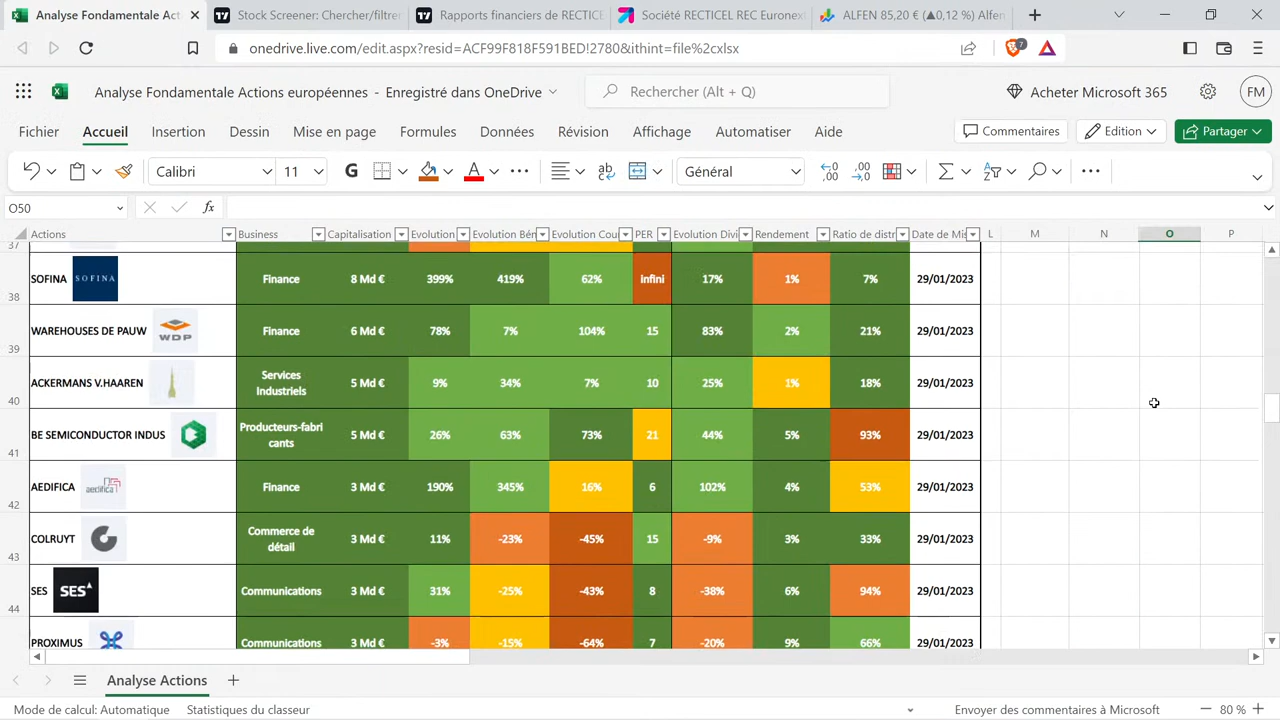 Analyse Fondamentale Actions
Stock Screener: Chercher/filtrer
Rapports financiers de RECTICE
Société RECTICEL REC Euronext
ALFEN 85,20 € (▲0,12 %) Alfen
onedrive.live.com/edit.aspx?resid=ACF99F818F591BED!2780&ithint=file%2cxlsx
7
Analyse Fondamentale Actions européennes - Enregistré dans OneDrive
Rechercher (Alt + Q)
Acheter Microsoft 365
FM
Fichier Accueil Insertion Dessin Mise en page Formules Données Révision Affichage Automatiser Aide
Commentaires Edition Partager
Calibri 11 G A ab Général ,00 ,00 Σ
O50 fx
Actions Business Capitalisation Evolution Evolution Bén Evolution Cou PER Evolution Divi Rendement Ratio de distr Date de Mis L M N O P
37
SOFINA SOFINA Finance 8 Md € 399% 419% 62% infini 17% 1% 7% 29/01/2023
38
WAREHOUSES DE PAUW WDP Finance 6 Md € 78% 7% 104% 15 83% 2% 21% 29/01/2023
39
ACKERMANS V.HAAREN Services Industriels 5 Md € 9% 34% 7% 10 25% 1% 18% 29/01/2023
40
BE SEMICONDUCTOR INDUS Producteurs-fabri cants 5 Md € 26% 63% 73% 21 44% 5% 93% 29/01/2023
41
AEDIFICA aedifica Finance 3 Md € 190% 345% 16% 6 102% 4% 53% 29/01/2023
42
COLRUYT Commerce de détail 3 Md € 11% -23% -45% 15 -9% 3% 33% 29/01/2023
43
SES SES▲ Communications 3 Md € 31% -25% -43% 8 -38% 6% 94% 29/01/2023
44
PROXIMUS Communications 3 Md € -3% -15% -64% 7 -20% 9% 66% 29/01/2023
Analyse Actions
Mode de calcul: Automatique Statistiques du classeur Envoyer des commentaires à Microsoft 80 %